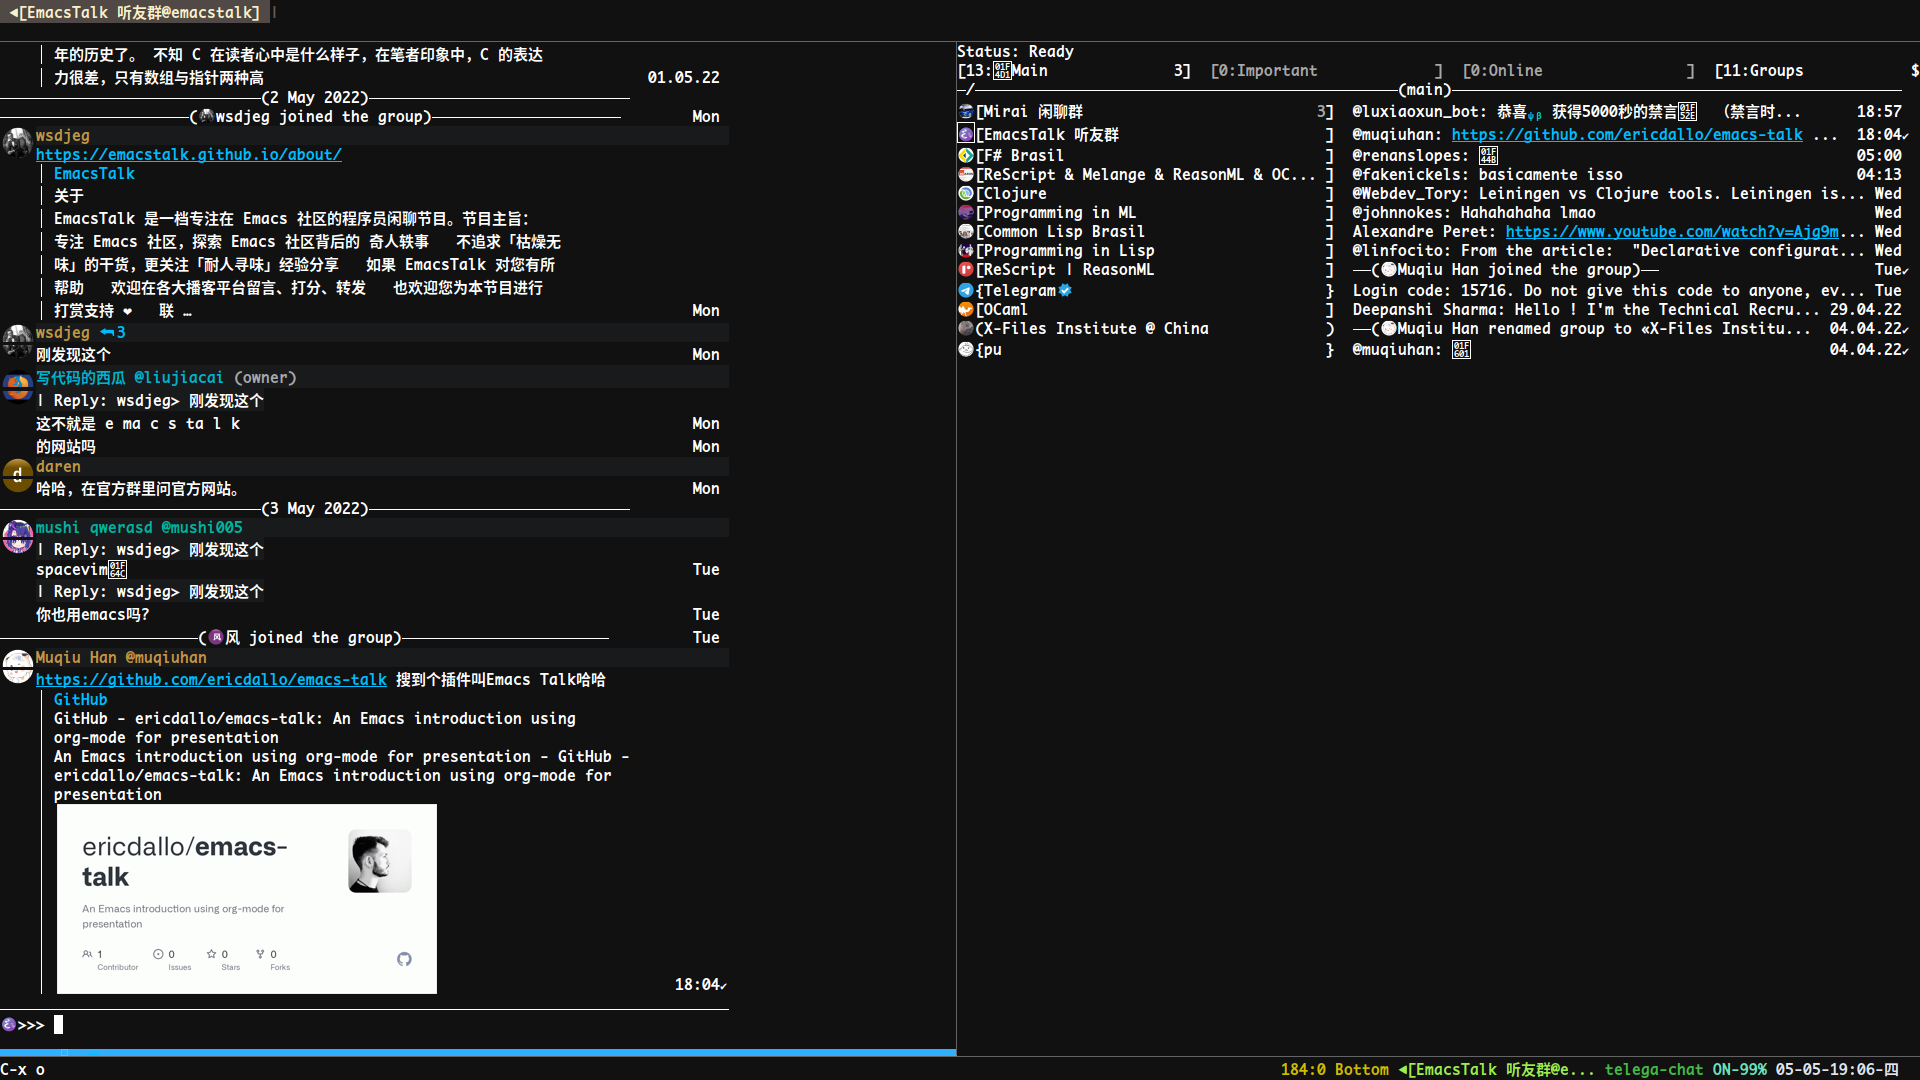 ◄[EmacsTalk 听友群@emacstalk]
年的历史了。 不知 C 在读者心中是什么样子，在笔者印象中，C 的表达
力很差，只有数组与指针两种高 01.05.22
(2 May 2022)
(wsdjeg joined the group) Mon
wsdjeg
https://emacstalk.github.io/about/
EmacsTalk
关于
EmacsTalk 是一档专注在 Emacs 社区的程序员闲聊节目。节目主旨：
专注 Emacs 社区，探索 Emacs 社区背后的 奇人轶事 不追求「枯燥无
味」的干货，更关注「耐人寻味」经验分享 如果 EmacsTalk 对您有所
帮助 欢迎在各大播客平台留言、打分、转发 也欢迎您为本节目进行
打赏支持 ❤ 联 … Mon
wsdjeg ⮪3
刚发现这个 Mon
写代码的西瓜 @liujiacai (owner)
| Reply: wsdjeg> 刚发现这个
这不就是 e ma c s ta l k Mon
的网站吗 Mon
d
daren
哈哈，在官方群里问官方网站。 Mon
(3 May 2022)
mushi qwerasd @mushi005
| Reply: wsdjeg> 刚发现这个
spacevim Tue
| Reply: wsdjeg> 刚发现这个
你也用emacs吗? Tue
(风 风 joined the group) Tue
Muqiu Han @muqiuhan
https://github.com/ericdallo/emacs-talk 搜到个插件叫Emacs Talk哈哈
GitHub
GitHub - ericdallo/emacs-talk: An Emacs introduction using
org-mode for presentation
An Emacs introduction using org-mode for presentation - GitHub -
ericdallo/emacs-talk: An Emacs introduction using org-mode for
presentation
ericdallo/emacs-
talk
An Emacs introduction using org-mode for
presentation
1 0 0 0
Contributor Issues Stars Forks
18:04✓
>>>
Status: Ready
[13:Main 3] [0:Important ] [0:Online ] [11:Groups $
/(main)
[Mirai 闲聊群 3] @luxiaoxun_bot: 恭喜ψβ 获得5000秒的禁言 （禁言时... 18:57
[EmacsTalk 听友群 ] @muqiuhan: https://github.com/ericdallo/emacs-talk ... 18:04✓
[F# Brasil ] @renanslopes: 05:00
[ReScript & Melange & ReasonML & OC... ] @fakenickels: basicamente isso 04:13
[Clojure ] @Webdev_Tory: Leiningen vs Clojure tools. Leiningen is... Wed
[Programming in ML ] @johnnokes: Hahahahaha lmao Wed
[Common Lisp Brasil ] Alexandre Peret: https://www.youtube.com/watch?v=Ajg9m... Wed
[Programming in Lisp ] @linfocito: From the article: "Declarative configurat... Wed
[ReScript | ReasonML ] (Muqiu Han joined the group) Tue✓
{Telegram } Login code: 15716. Do not give this code to anyone, ev... Tue
[OCaml ] Deepanshi Sharma: Hello ! I'm the Technical Recru... 29.04.22
(X-Files Institute @ China ) (Muqiu Han renamed group to «X-Files Institu... 04.04.22✓
{pu } @muqiuhan: 04.04.22✓
C-x o
184:0 Bottom ◄[EmacsTalk 听友群@e... telega-chat ON-99% 05-05-19:06-四